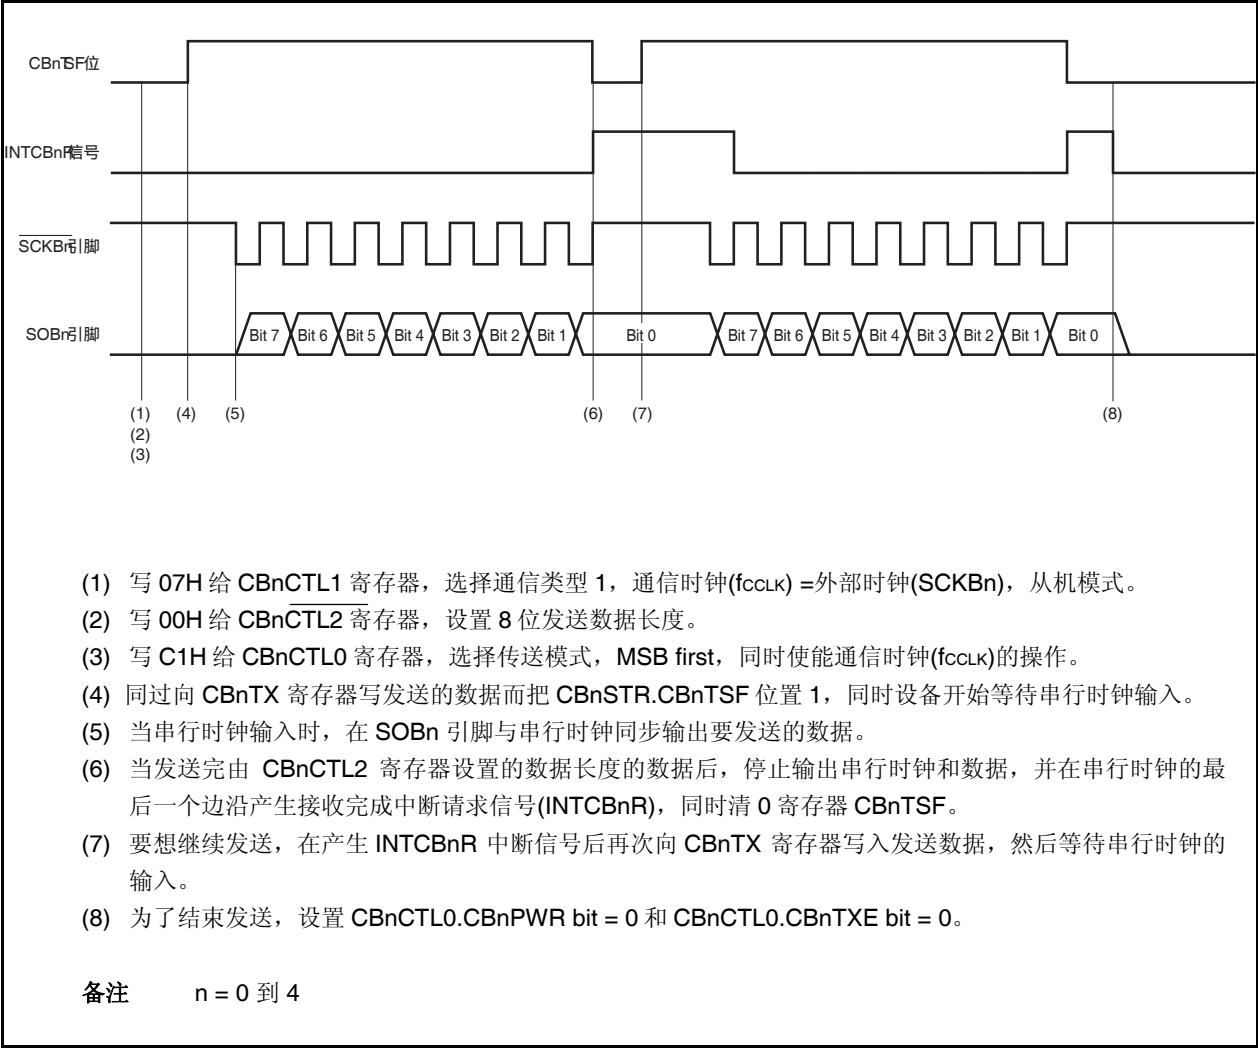 CBnTSF位
INTCBnR信号
SCKBn引脚
SOBn引脚
Bit 7 Bit 6 Bit 5 Bit 4 Bit 3 Bit 2 Bit 1 Bit 0 Bit 7 Bit 6 Bit 5 Bit 4 Bit 3 Bit 2 Bit 1 Bit 0
(1) (4) (5) (6) (7) (8)
(2)
(3)
(1) 写 07H 给 CBnCTL1 寄存器，选择通信类型 1，通信时钟(fCCLK) =外部时钟(SCKBn)，从机模式。
(2) 写 00H 给 CBnCTL2 寄存器，设置 8 位发送数据长度。
(3) 写 C1H 给 CBnCTL0 寄存器，选择传送模式，MSB first，同时使能通信时钟(fCCLK)的操作。
(4) 同过向 CBnTX 寄存器写发送的数据而把 CBnSTR.CBnTSF 位置 1，同时设备开始等待串行时钟输入。
(5) 当串行时钟输入时，在 SOBn 引脚与串行时钟同步输出要发送的数据。
(6) 当发送完由 CBnCTL2 寄存器设置的数据长度的数据后，停止输出串行时钟和数据，并在串行时钟的最
后一个边沿产生接收完成中断请求信号(INTCBnR)，同时清 0 寄存器 CBnTSF。
(7) 要想继续发送，在产生 INTCBnR 中断信号后再次向 CBnTX 寄存器写入发送数据，然后等待串行时钟的
输入。
(8) 为了结束发送，设置 CBnCTL0.CBnPWR bit = 0 和 CBnCTL0.CBnTXE bit = 0。
备注 n = 0 到 4